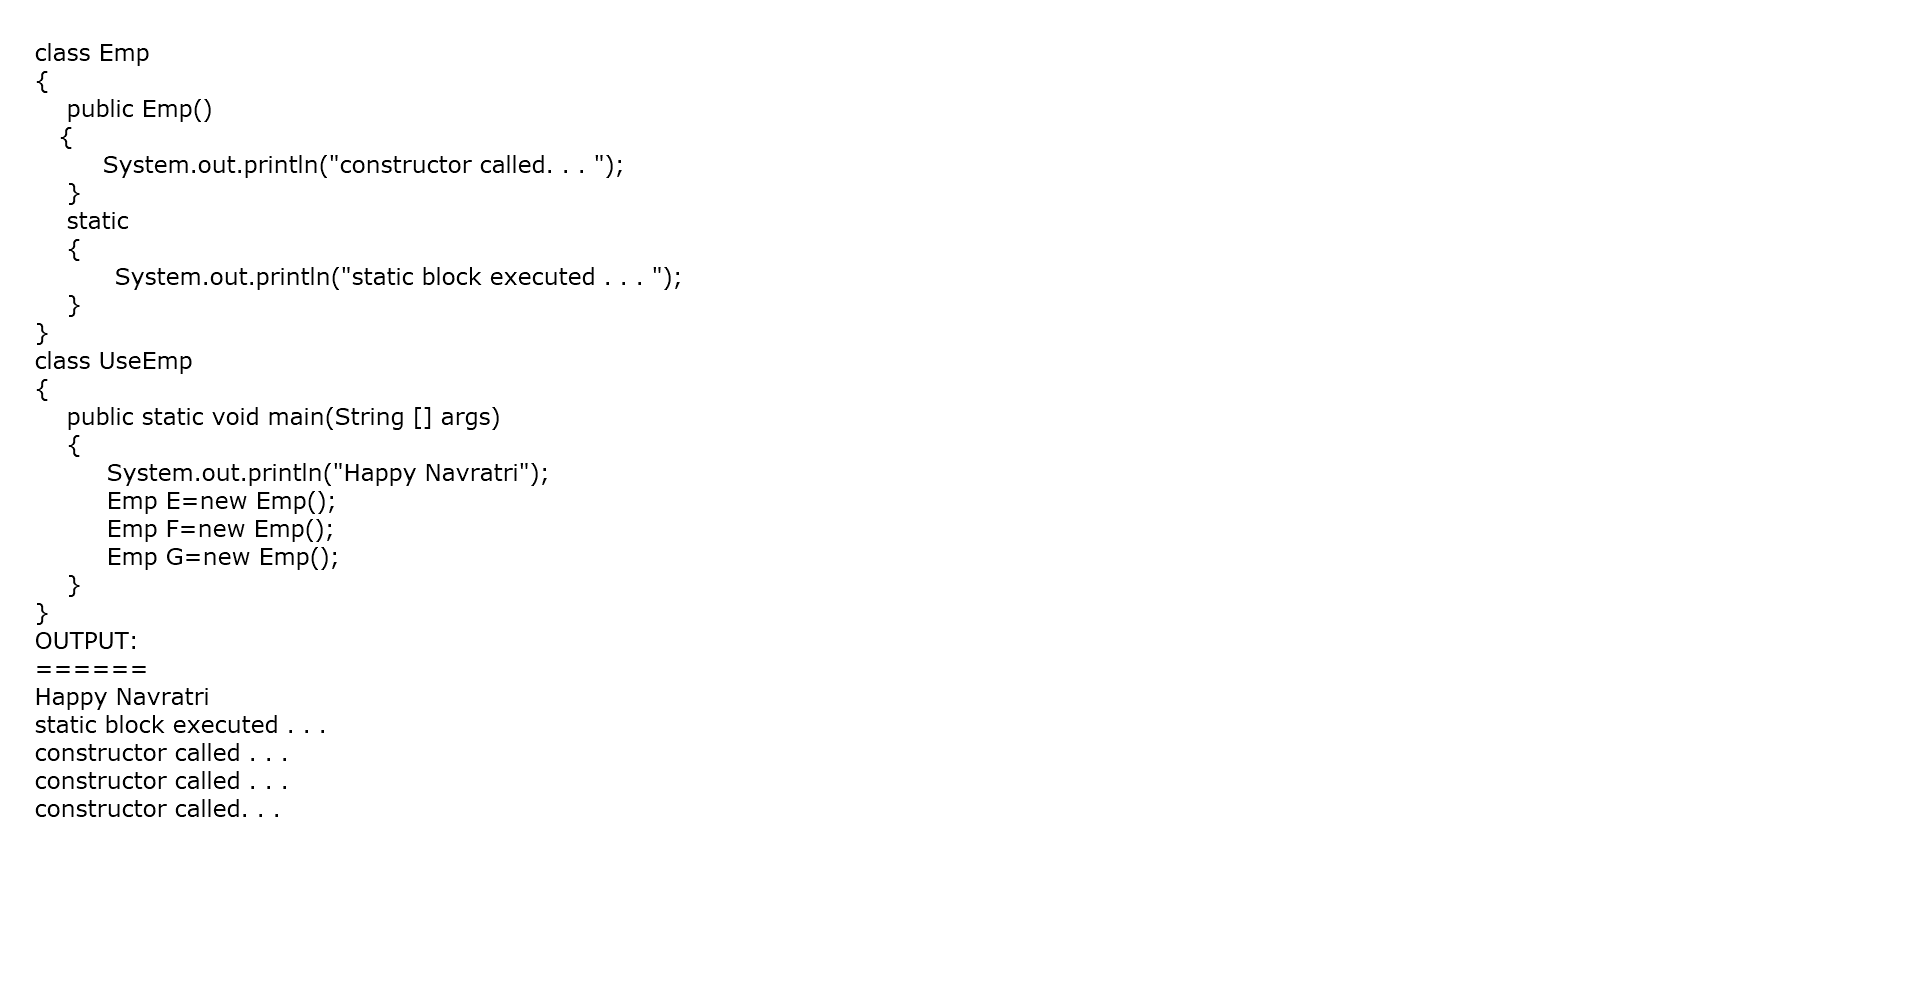 class Emp
{
public Emp()
{
System.out.println("constructor called. . . ");
}
static
{
System.out.println("static block executed . . . ");
}
}
class UseEmp
{
public static void main(String [] args)
{
System.out.println("Happy Navratri");
Emp E=new Emp();
Emp F=new Emp();
Emp G=new Emp();
}
}
OUTPUT:
======
Happy Navratri
static block executed . . .
constructor called . . .
constructor called . . .
constructor called. . .